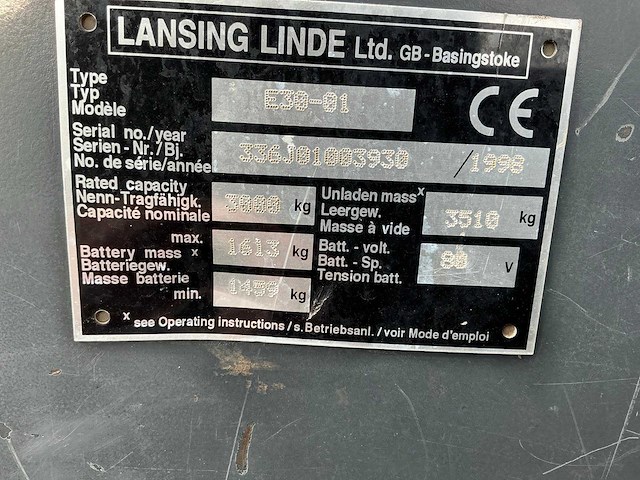 LANSING LINDE Ltd. GB-Basingstoke
Type
Typ E30-01
Modèle
CE
Serial no./year
Serien-Nr./Bj. 336J01003930 /1998
No. de série/année
Rated capacity
Nenn-Tragfähigk. 3000 kg
Capacité nominale
Unladen mass x
Leergew. 3510 kg
Masse à vide
max. 1613 kg
Battery mass x
Batteriegew.
Masse batterie
min. 1459 kg
Batt. - volt.
Batt. - Sp. 80 V
Tension batt.
x see Operating instructions / s. Betriebsanl. / voir Mode d'emploi